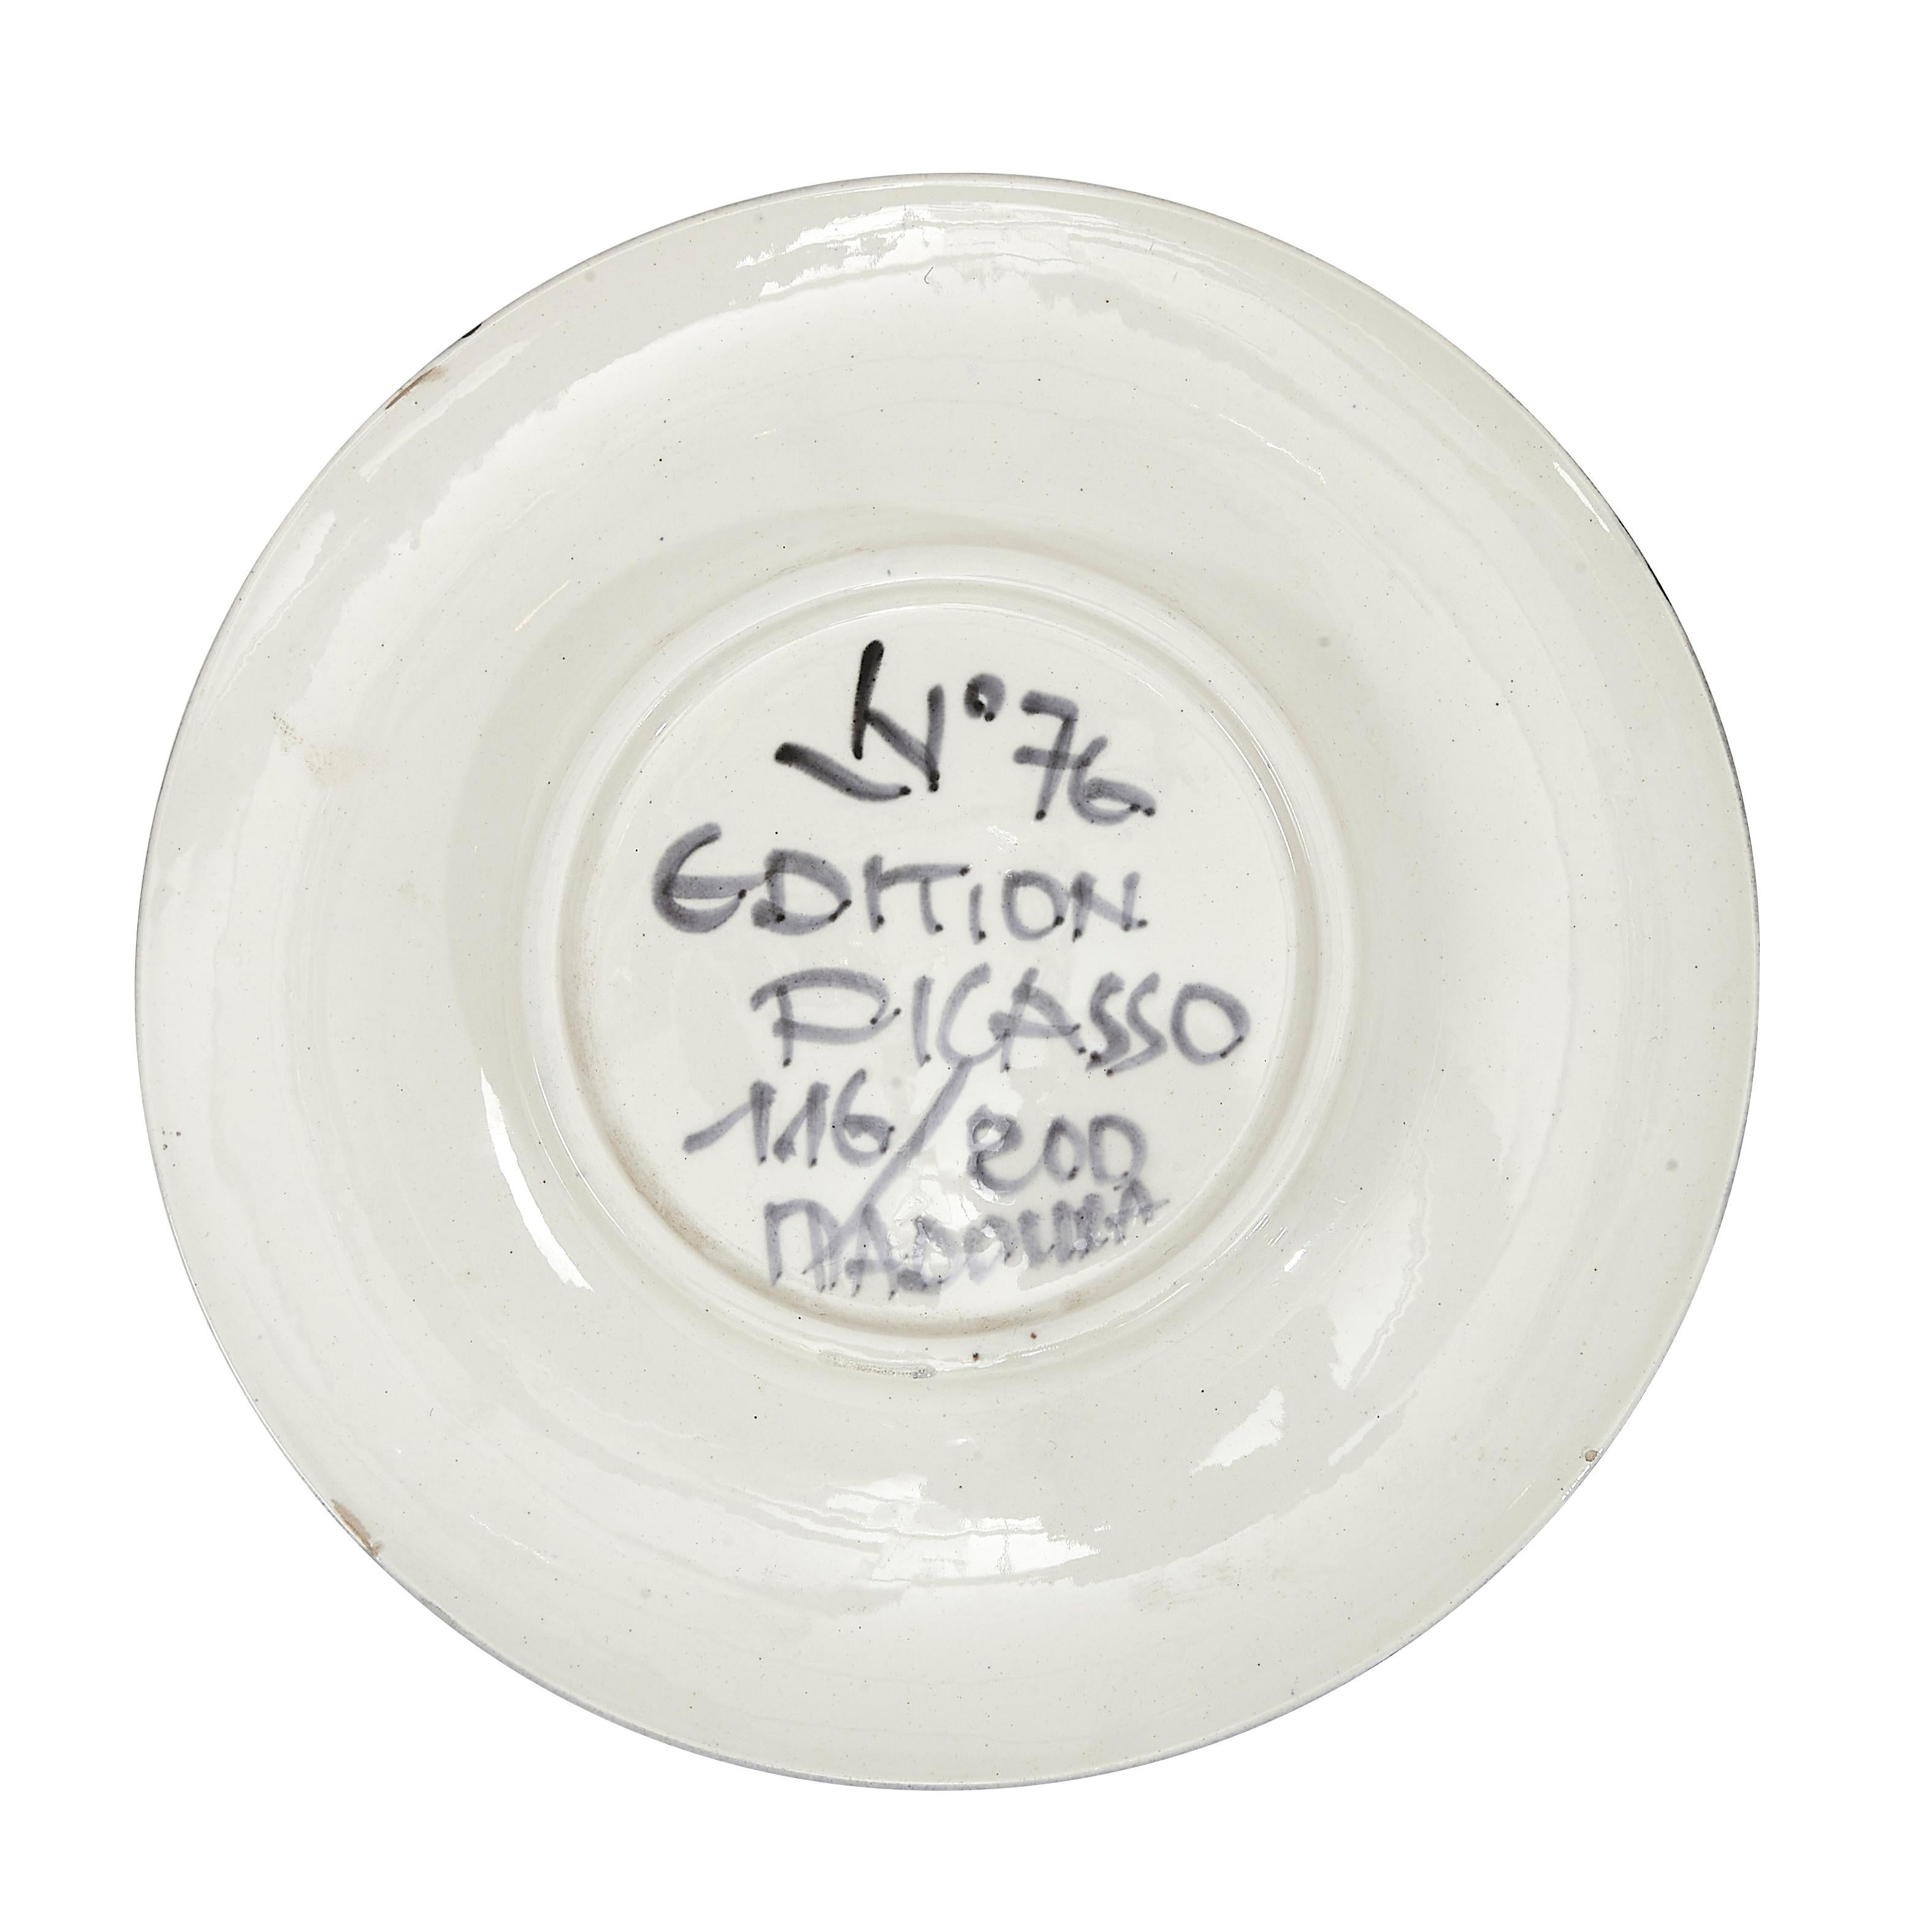 N° 76
EDITION
PICASSO
116/200
MADOURA